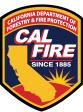 CALIFORNIA DEPARTMENT OF
FORESTRY & FIRE PROTECTION
CAL
FIRE
SINCE 1885